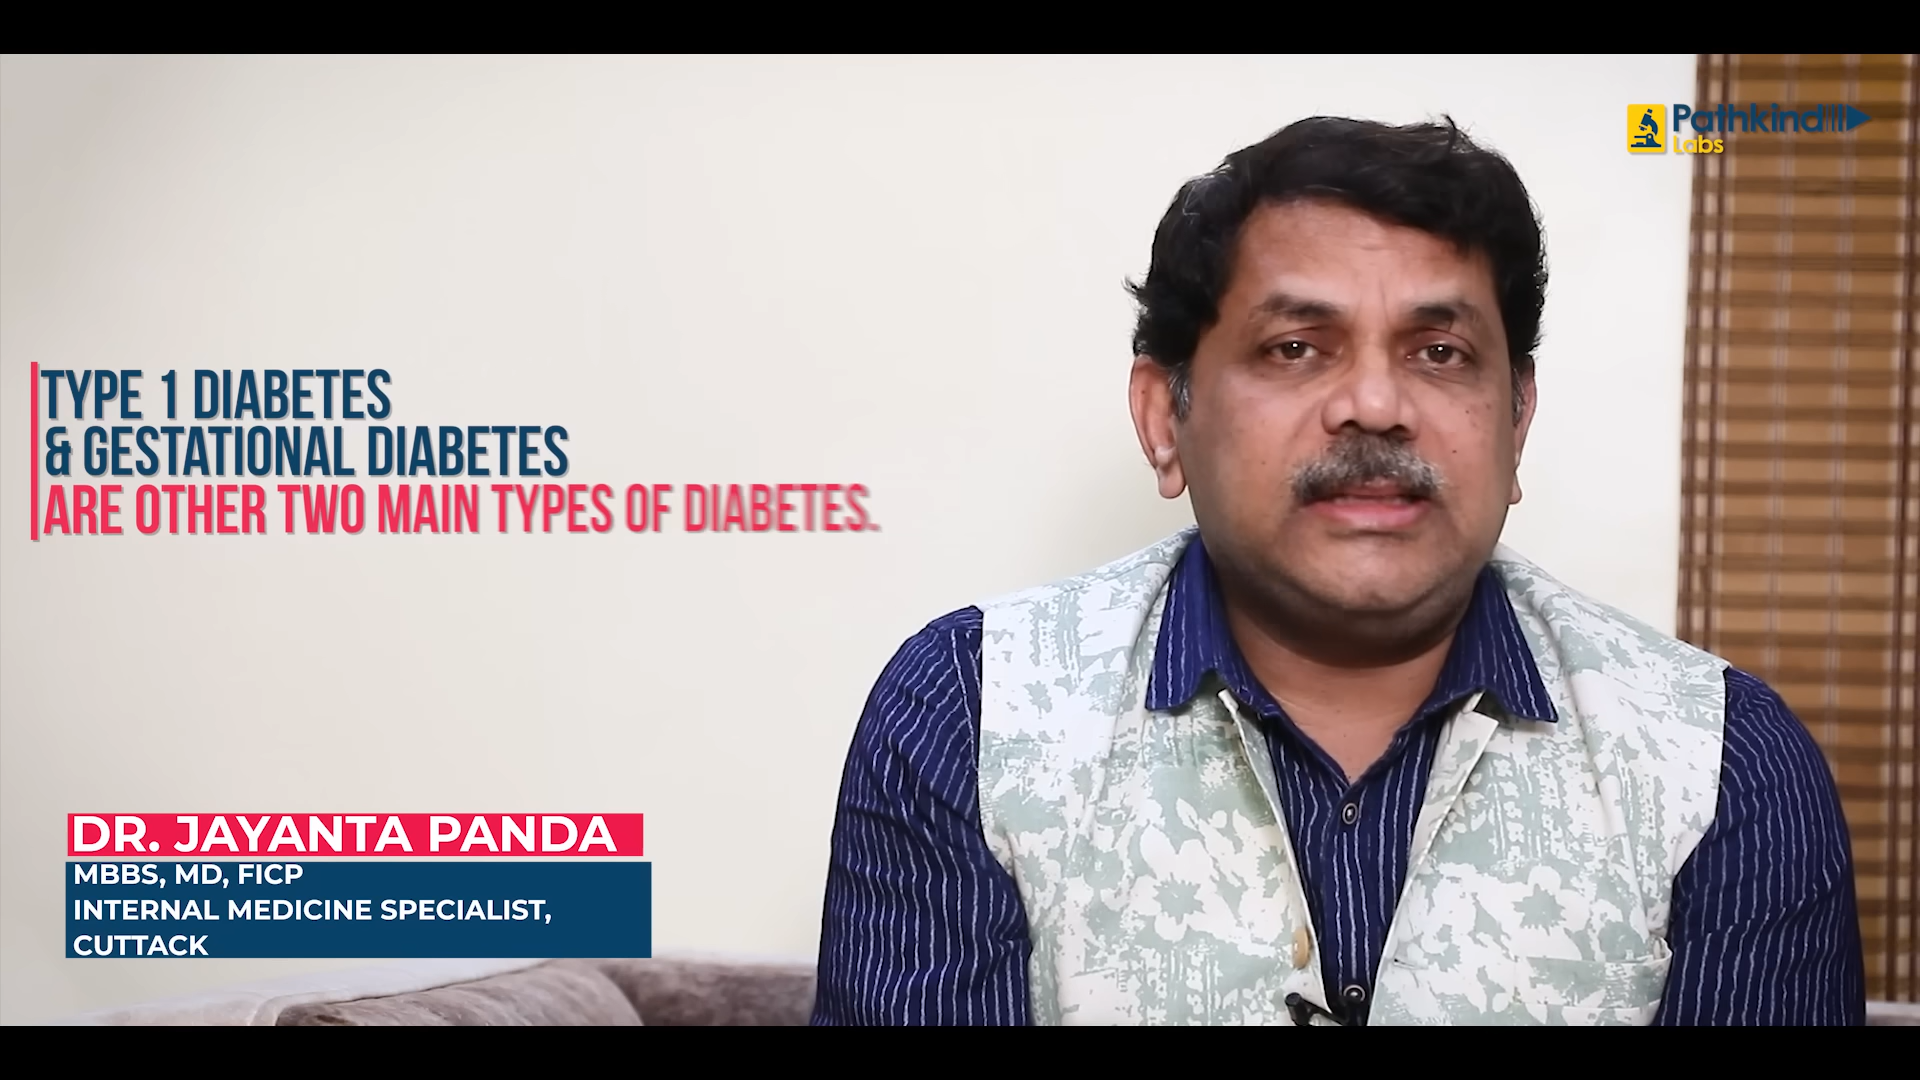 Pathkind
Labs
TYPE 1 DIABETES
& GESTATIONAL DIABETES
ARE OTHER TWO MAIN TYPES OF DIABETES.
DR. JAYANTA PANDA
MBBS, MD, FICP
INTERNAL MEDICINE SPECIALIST,
CUTTACK